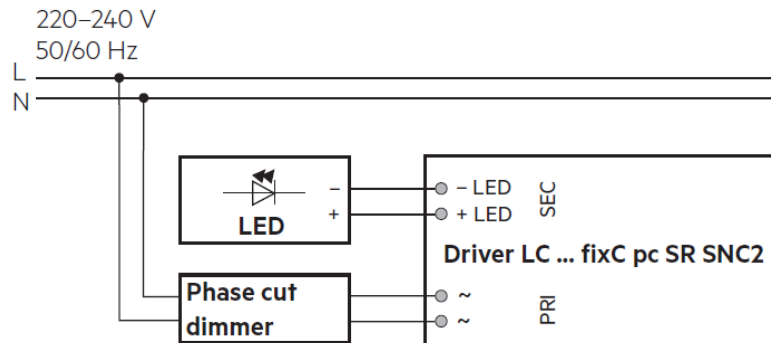 220–240 V
50/60 Hz
L
N
– – LED
+ + LED
SEC
LED
Driver LC ... fixC pc SR SNC2
Phase cut ~
dimmer ~
PRI